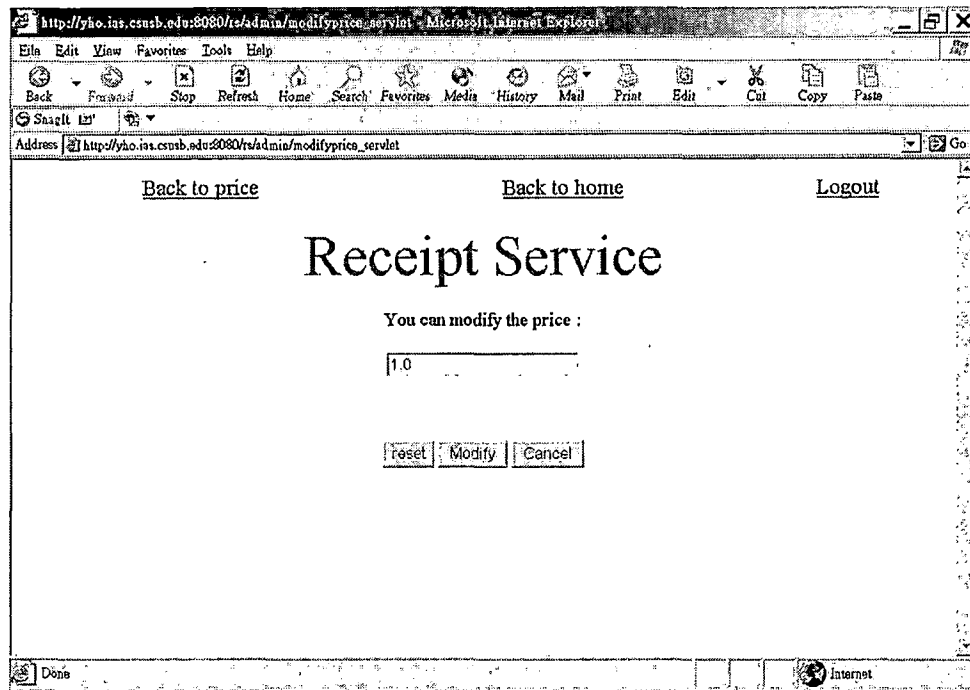 http://yho.ias.csusb.edu:8080/rs/admin/modifyprice_servlet - Microsoft Internet Explorer
File Edit View Favorites Tools Help
Back Forward Stop Refresh Home Search Favorites Media History Mail Print Edit Cut Copy Paste
SnagIt
Address http://yho.ias.csusb.edu:8080/rs/admin/modifyprice_servlet Go
Back to price Back to home Logout
Receipt Service
You can modify the price :
1.0
reset Modify Cancel
Done Internet